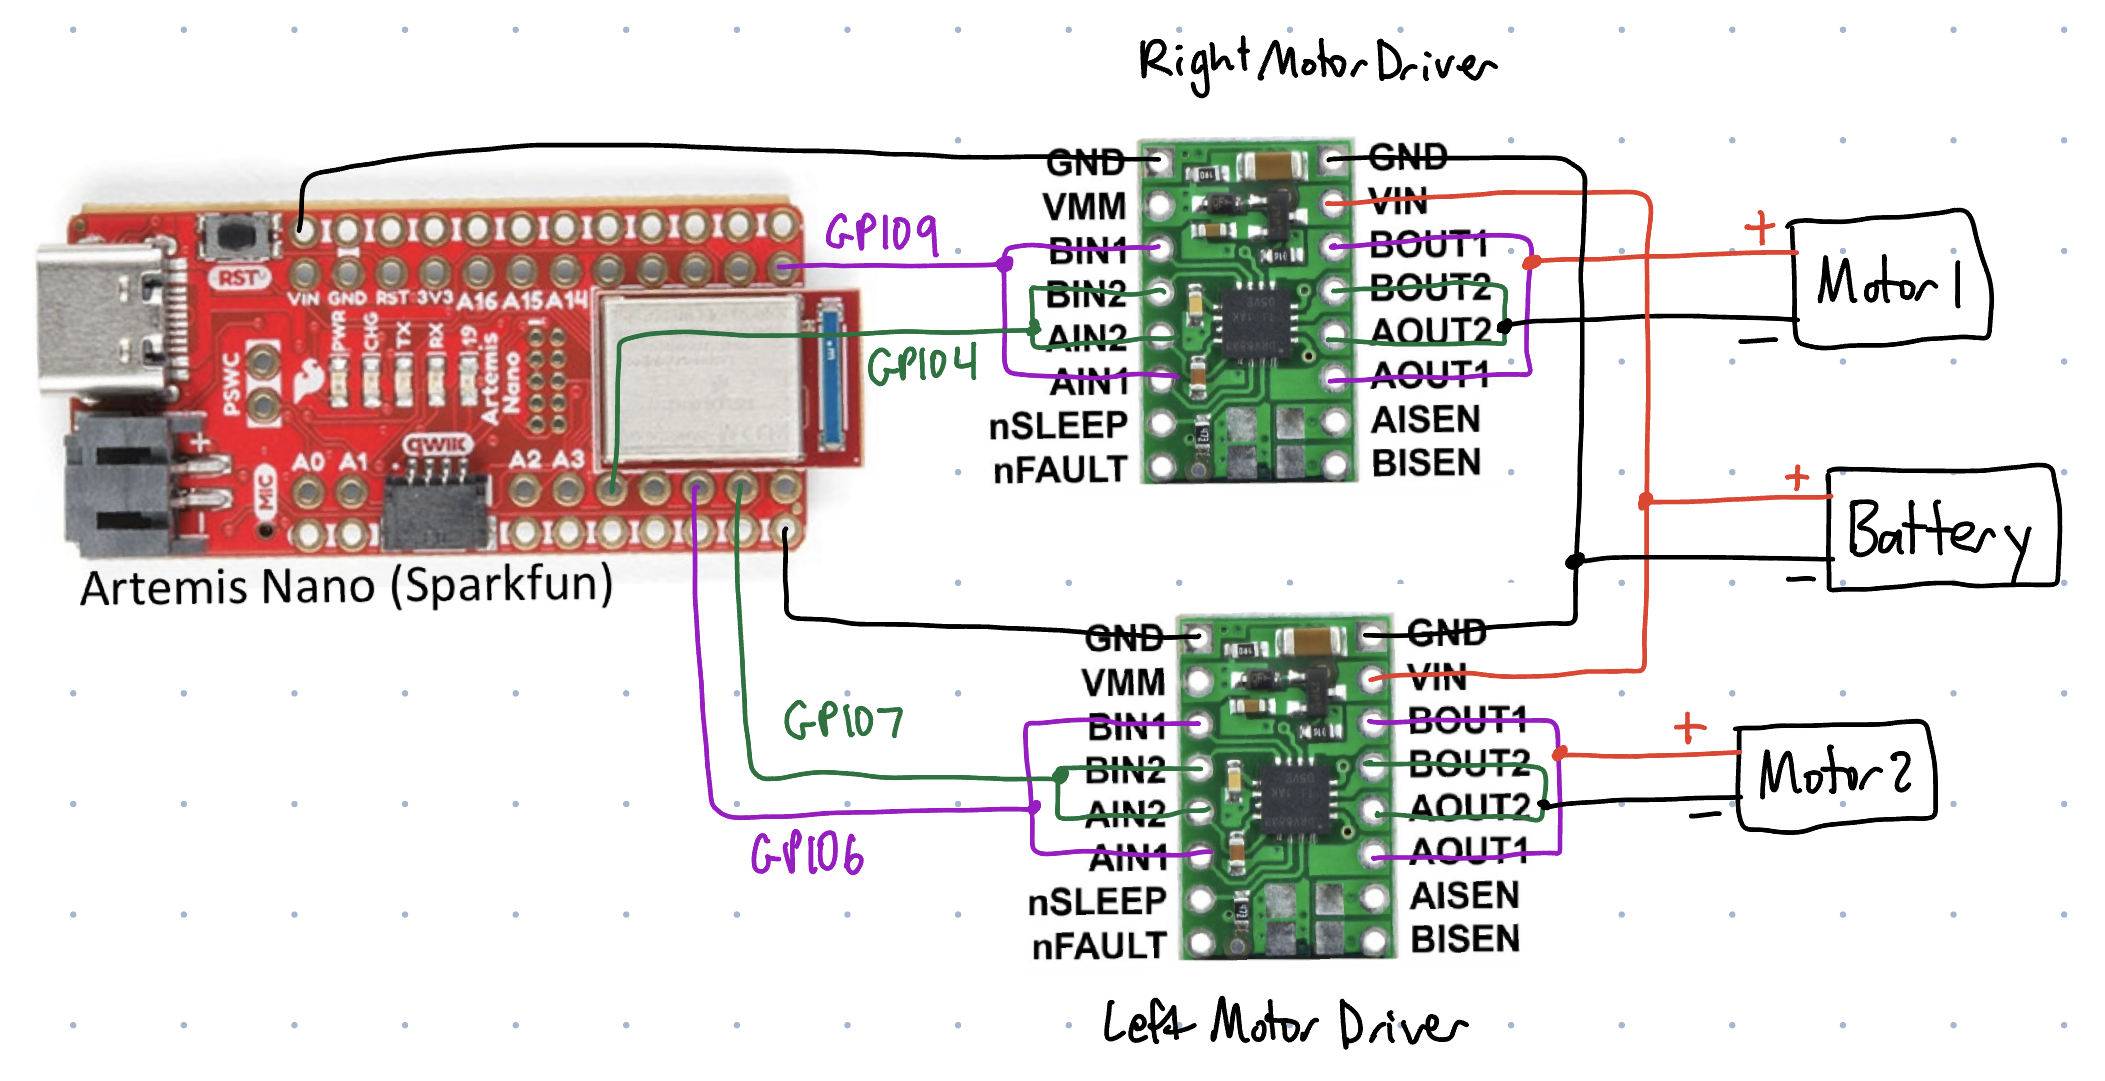 Right Motor Driver
GND
VMM
BIN1
BIN2
AIN2
AIN1
nSLEEP
nFAULT
GND
VIN
BOUT1
BOUT2
AOUT2
AOUT1
AISEN
BISEN
GPIO9
GPIO4
RST
VIN GND RST 3V3 A16 A15 A14
PWR
CHG
TX
RX
19
Artemis
Nano
PSWC
QWIIC
+
-
MIC
A0 A1
A2 A3
Artemis Nano (Sparkfun)
+
Motor 1
-
+
Battery
-
GND
VMM
BIN1
BIN2
AIN2
AIN1
nSLEEP
nFAULT
GND
VIN
BOUT1
BOUT2
AOUT2
AOUT1
AISEN
BISEN
GPIO7
GPIO6
+
Motor 2
-
Left Motor Driver